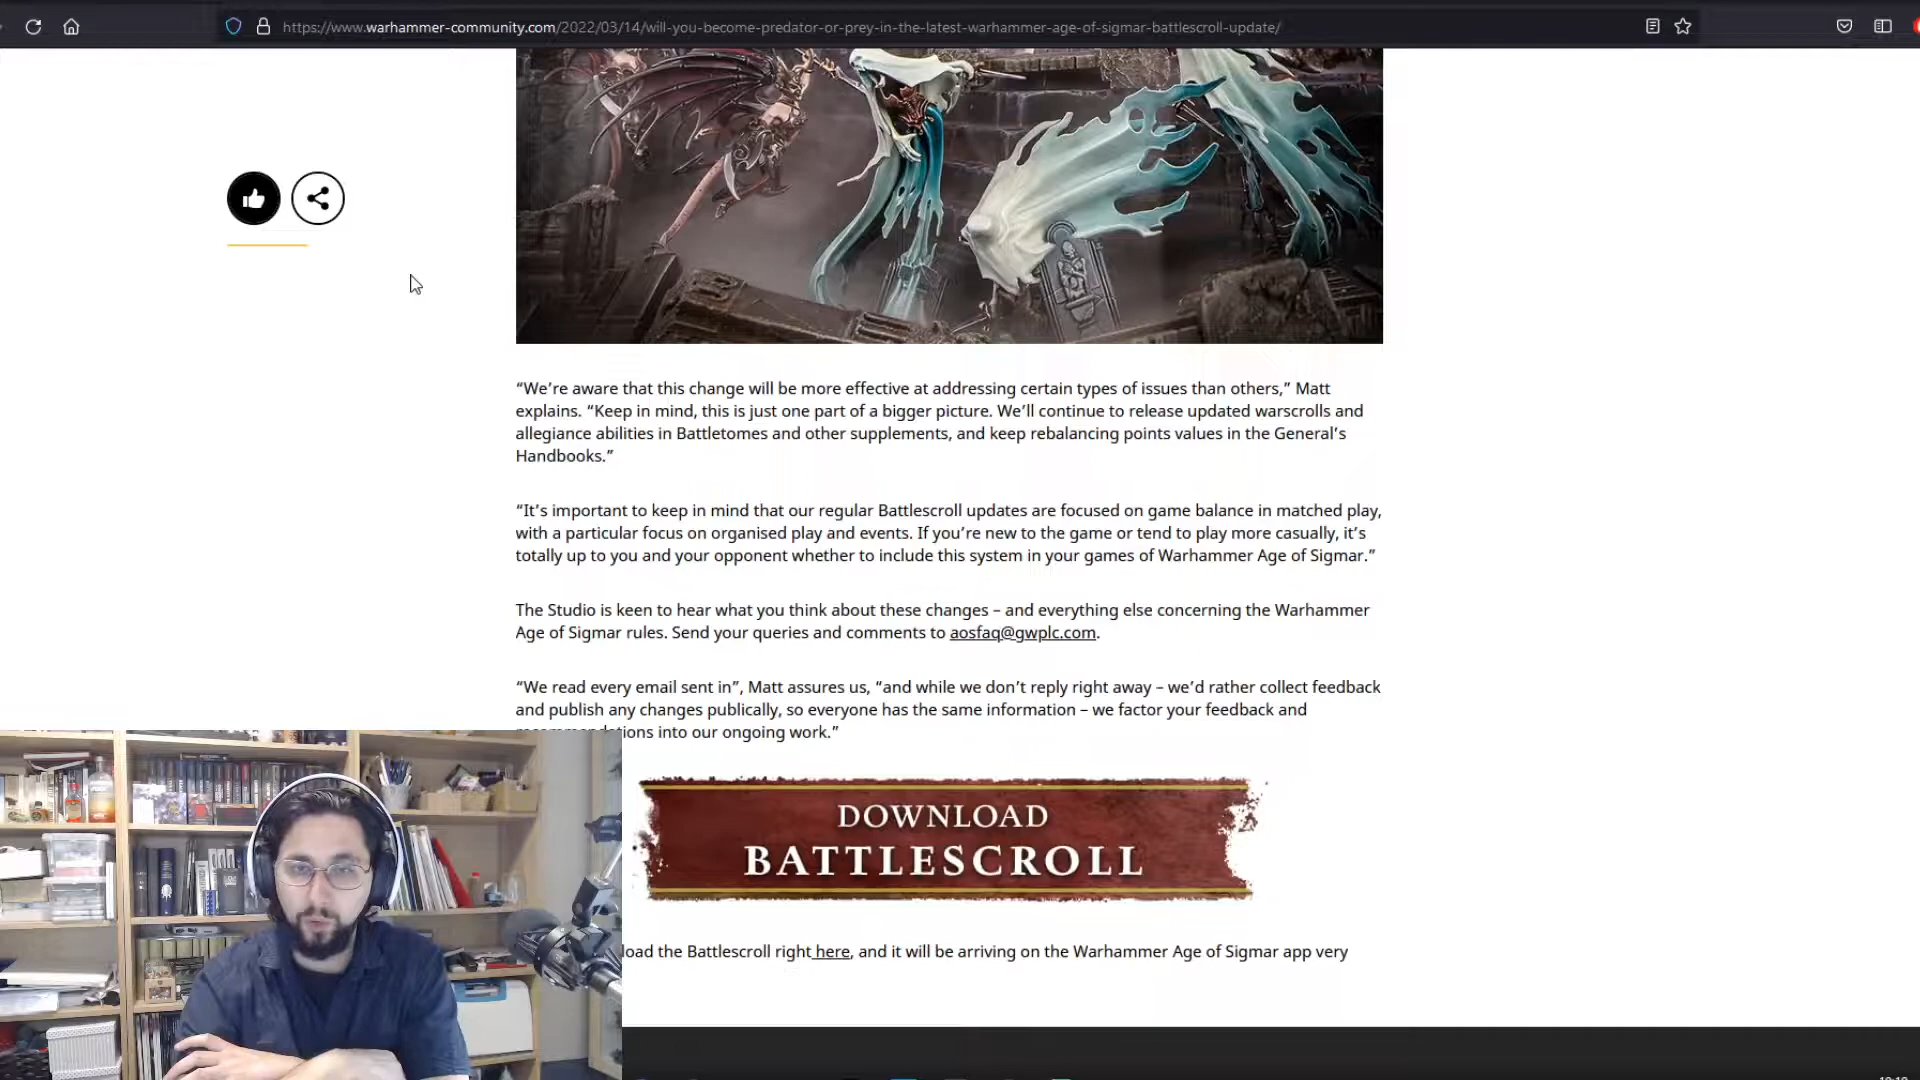 https://www.warhammer-community.com/2022/03/14/will-you-become-predator-or-prey-in-the-latest-warhammer-age-of-sigmar-battlescroll-update/
“We’re aware that this change will be more effective at addressing certain types of issues than others,” Matt
explains. “Keep in mind, this is just one part of a bigger picture. We’ll continue to release updated warscrolls and
allegiance abilities in Battletomes and other supplements, and keep rebalancing points values in the General’s
Handbooks.”
“It’s important to keep in mind that our regular Battlescroll updates are focused on game balance in matched play,
with a particular focus on organised play and events. If you’re new to the game or tend to play more casually, it’s
totally up to you and your opponent whether to include this system in your games of Warhammer Age of Sigmar.”
The Studio is keen to hear what you think about these changes – and everything else concerning the Warhammer
Age of Sigmar rules. Send your queries and comments to aosfaq@gwplc.com.
“We read every email sent in”, Matt assures us, “and while we don’t reply right away – we’d rather collect feedback
and publish any changes publically, so everyone has the same information – we factor your feedback and
recommendations into our ongoing work.”
DOWNLOAD
BATTLESCROLL
load the Battlescroll right here, and it will be arriving on the Warhammer Age of Sigmar app very